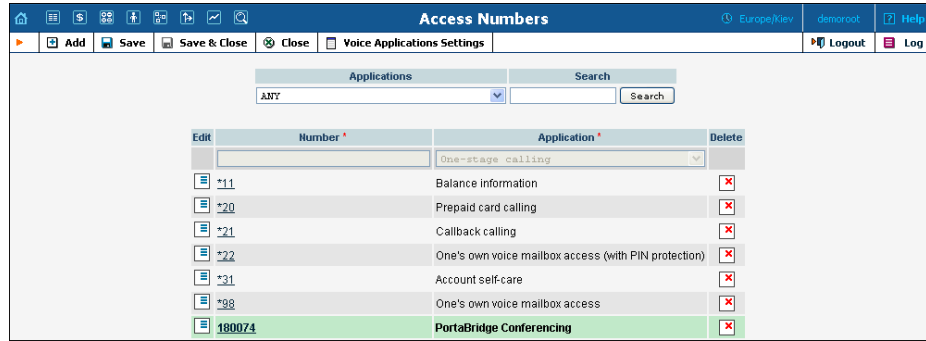 Access Numbers Europe/Kiev demoroot ? Help
Add Save Save & Close Close Voice Applications Settings Logout Log
Applications Search
ANY Search
Edit Number * Application * Delete
One-stage calling
*11 Balance information
*20 Prepaid card calling
*21 Callback calling
*22 One's own voice mailbox access (with PIN protection)
*31 Account self-care
*98 One's own voice mailbox access
180074 PortaBridge Conferencing